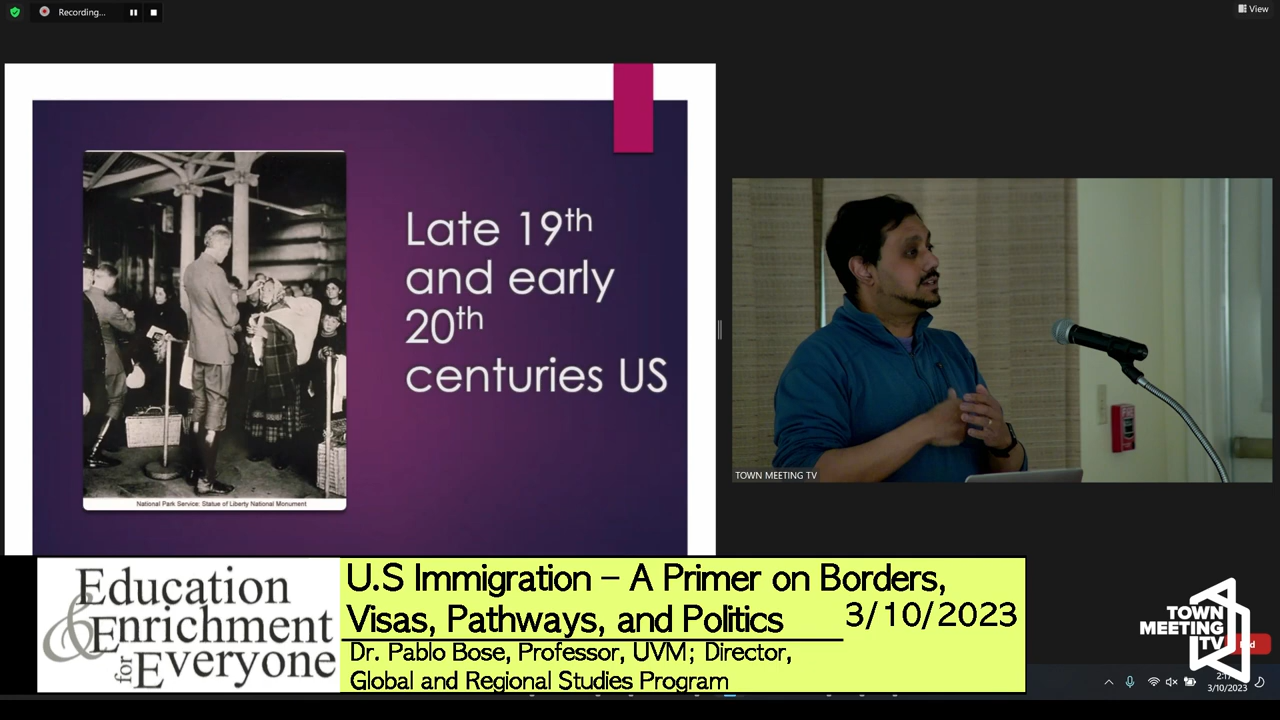 Recording...
View
Late 19th
and early
20th
centuries US
National Park Service: Statue of Liberty National Monument
TOWN MEETING TV
Education
& Enrichment
for Everyone
U.S Immigration – A Primer on Borders,
Visas, Pathways, and Politics
3/10/2023
Dr. Pablo Bose, Professor, UVM; Director,
Global and Regional Studies Program
TOWN
MEETING
TV
3/10/2023